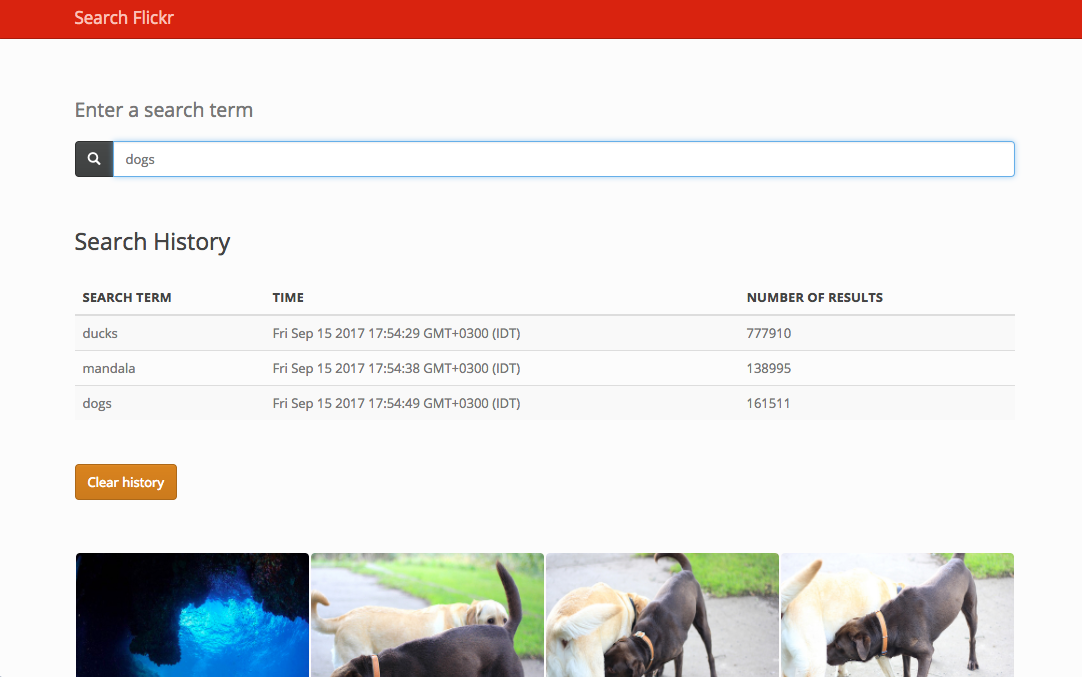 Search Flickr
Enter a search term
dogs
Search History
SEARCH TERM TIME NUMBER OF RESULTS
ducks Fri Sep 15 2017 17:54:29 GMT+0300 (IDT) 777910
mandala Fri Sep 15 2017 17:54:38 GMT+0300 (IDT) 138995
dogs Fri Sep 15 2017 17:54:49 GMT+0300 (IDT) 161511
Clear history